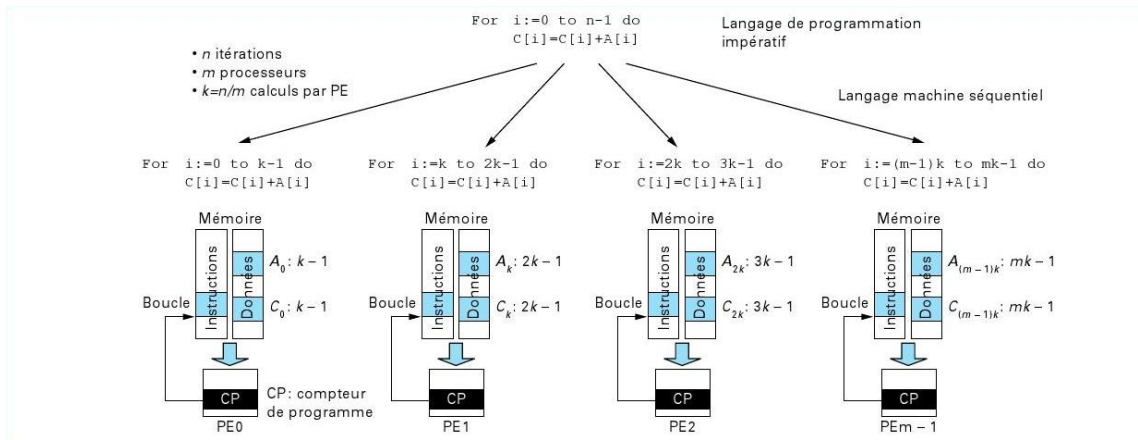 For i:=0 to n-1 do
C[i]=C[i]+A[i]
Langage de programmation
impératif
• n itérations
• m processeurs
• k=n/m calculs par PE
Langage machine séquentiel
For i:=0 to k-1 do
C[i]=C[i]+A[i]
For i:=k to 2k-1 do
C[i]=C[i]+A[i]
For i:=2k to 3k-1 do
C[i]=C[i]+A[i]
For i:=(m-1)k to mk-1 do
C[i]=C[i]+A[i]
Mémoire
Instructions
Données
A₀: k – 1
C₀: k – 1
Boucle
CP
CP : compteur
de programme
PE0
Mémoire
Instructions
Données
Aₖ: 2k – 1
Cₖ: 2k – 1
Boucle
CP
PE1
Mémoire
Instructions
Données
A₂ₖ: 3k – 1
C₂ₖ: 3k – 1
Boucle
CP
PE2
Mémoire
Instructions
Données
A₍ₘ₋₁₎ₖ: mk – 1
C₍ₘ₋₁₎ₖ: mk – 1
Boucle
CP
PEm – 1